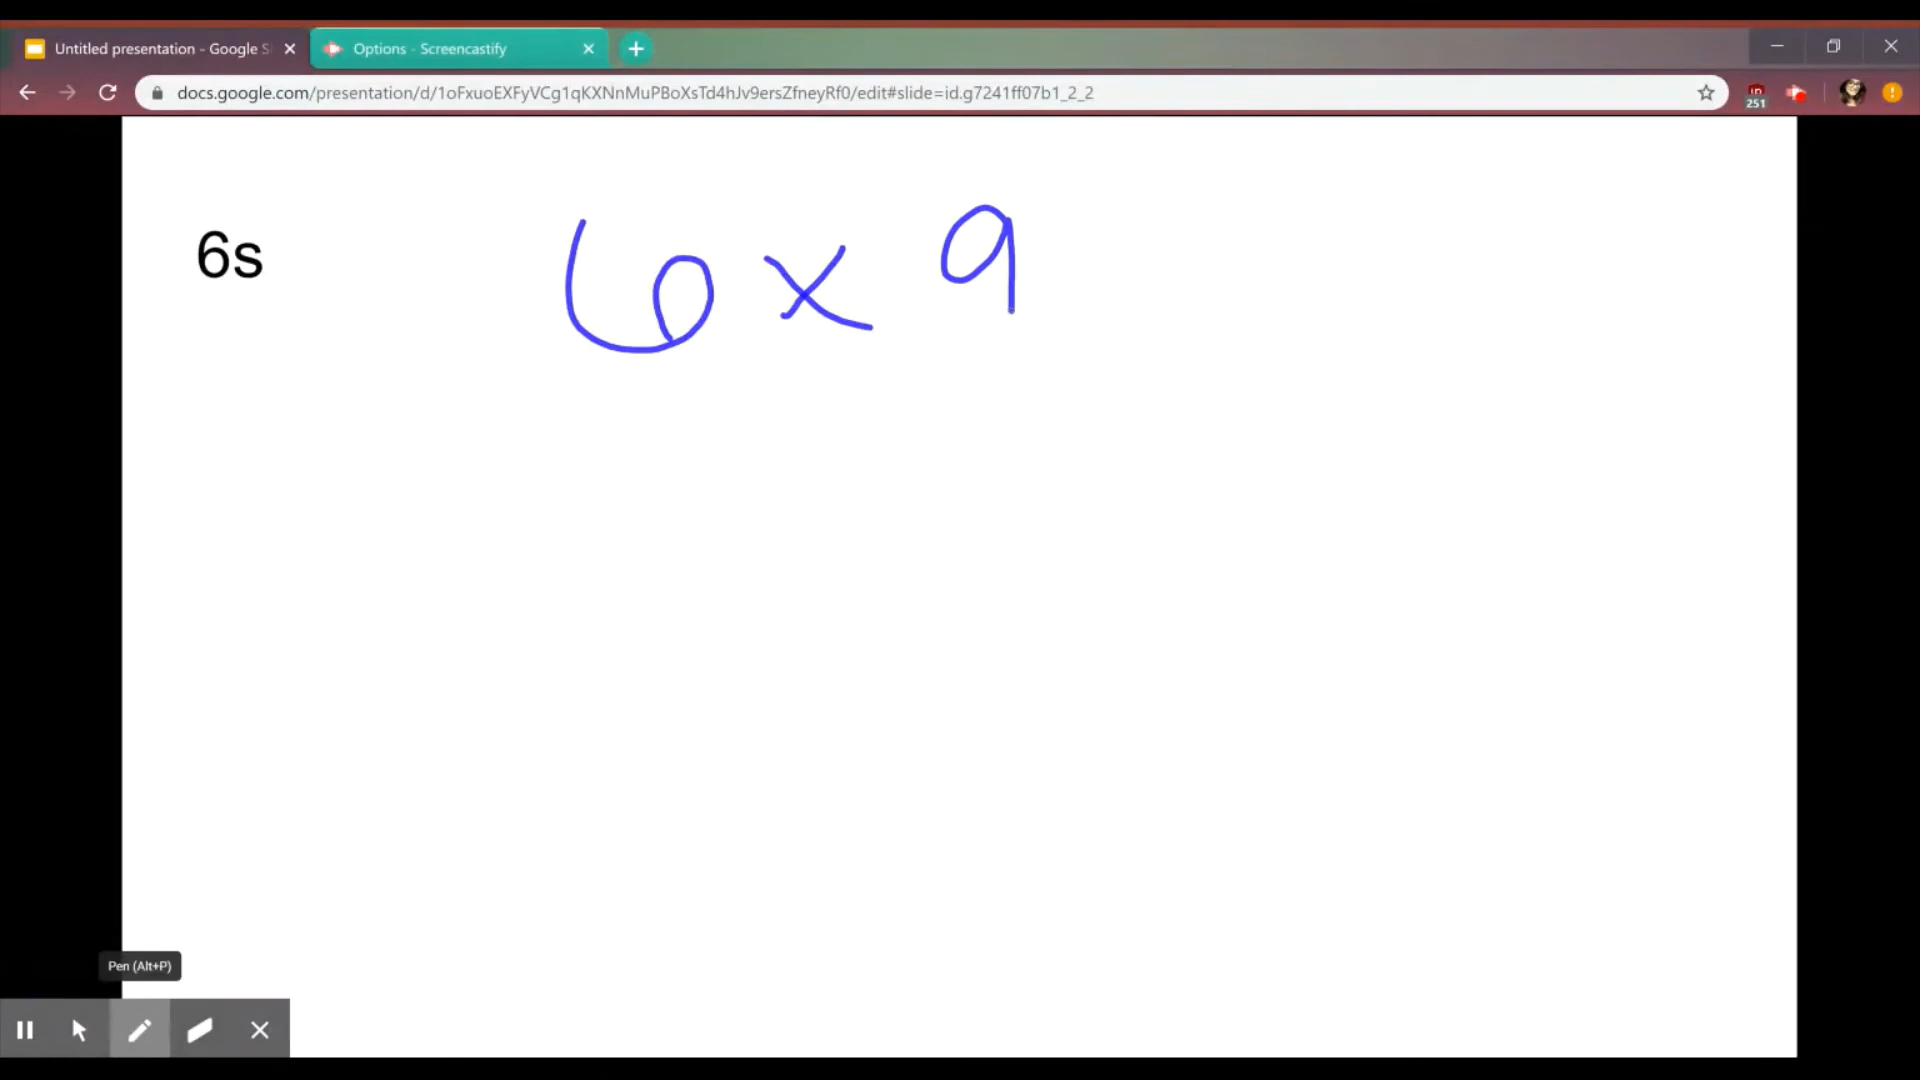 Untitled presentation - Google S
Options - Screencastify
docs.google.com/presentation/d/1oFxuoEXFyVCg1qKXNnMuPBoXsTd4hJv9ersZfneyRf0/edit#slide=id.g7241ff07b1_2_2
251
6s
6 x 9
Pen (Alt+P)